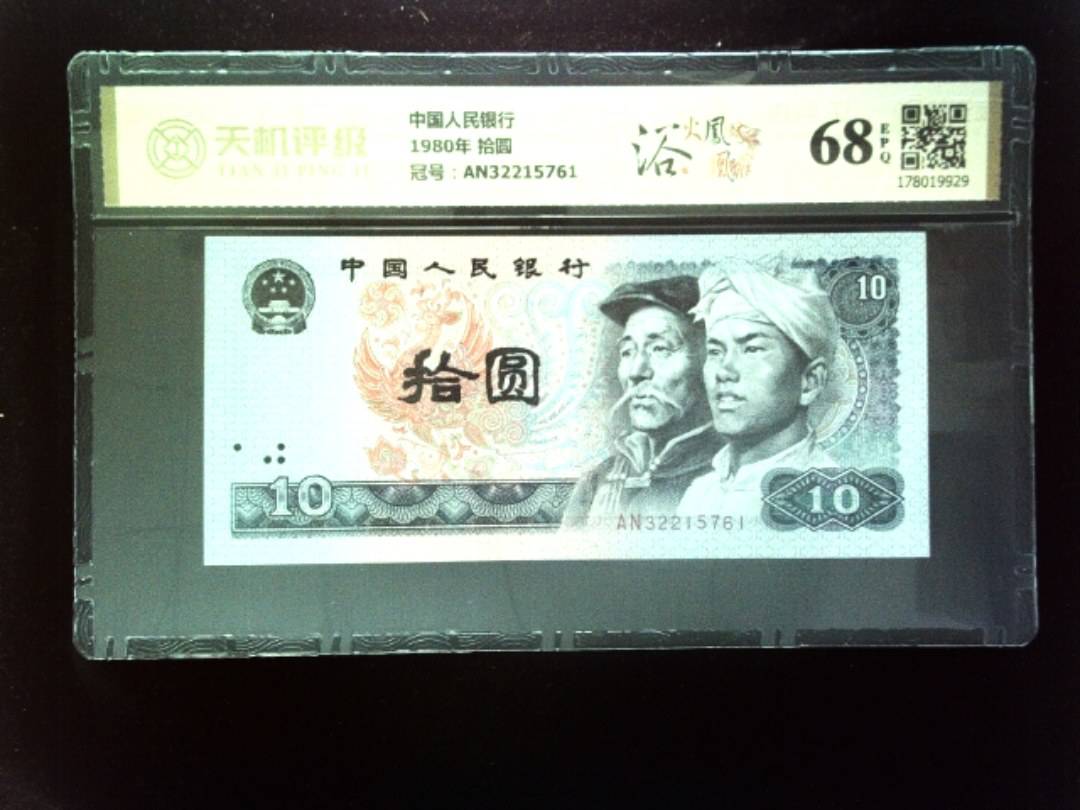 天机评级
TIAN JI PING JI
中国人民银行
1980年 拾圆
冠号：AN32215761
浴火凤凰
68
EPQ
178019929
中国人民银行
10
拾圆
10
10
AN32215761